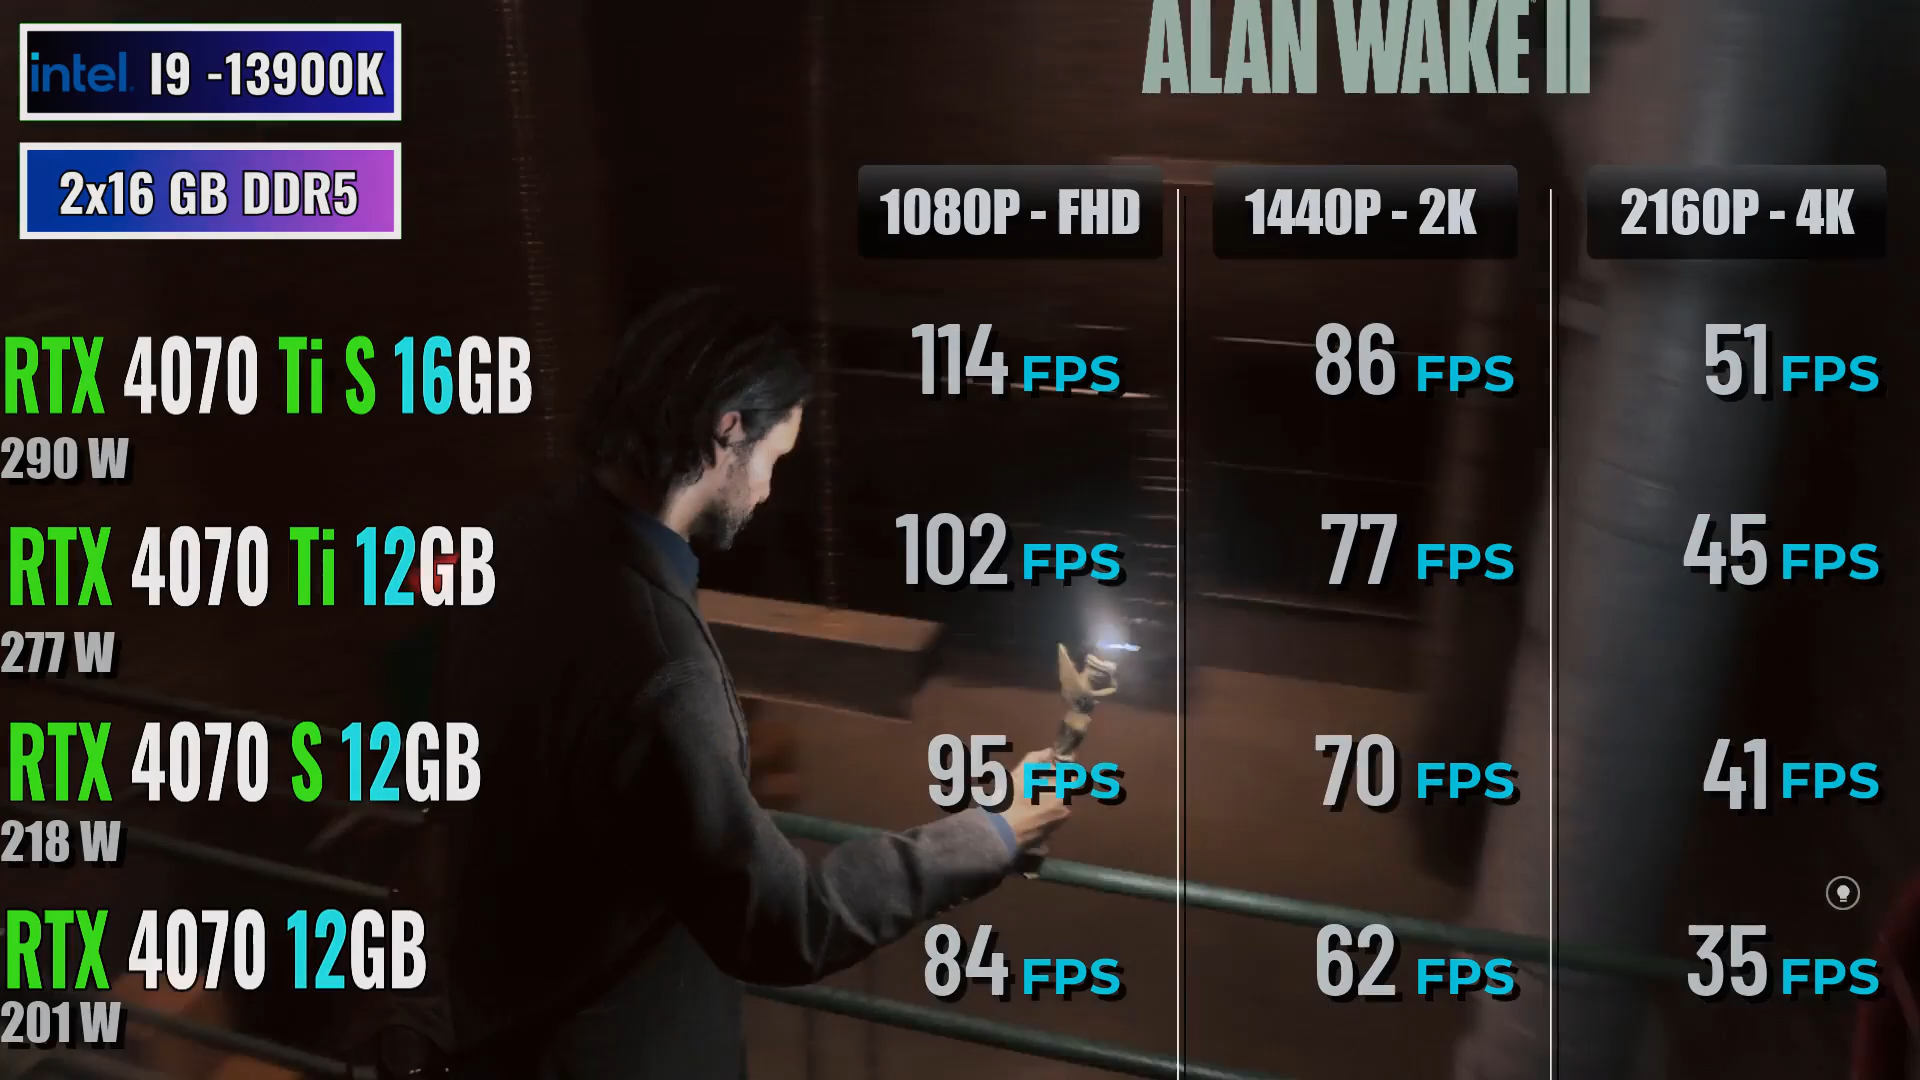 ALAN WAKE II
intel. I9 -13900K
2x16 GB DDR5
1080P - FHD 1440P - 2K 2160P - 4K
RTX 4070 Ti S 16GB 114 FPS 86 FPS 51 FPS
290 W
RTX 4070 Ti 12GB 102 FPS 77 FPS 45 FPS
277 W
RTX 4070 S 12GB 95 FPS 70 FPS 41 FPS
218 W
RTX 4070 12GB 84 FPS 62 FPS 35 FPS
201 W